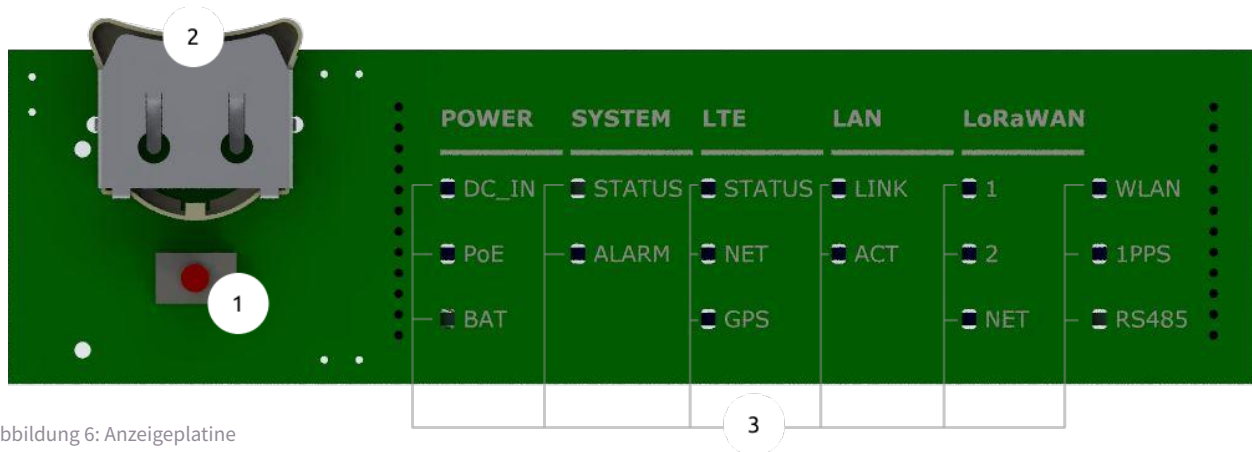 2
POWER SYSTEM LTE LAN LoRaWAN
DC_IN STATUS STATUS LINK 1 WLAN
PoE ALARM NET ACT 2 1PPS
1
BAT GPS NET RS485
3
bbildung 6: Anzeigeplatine